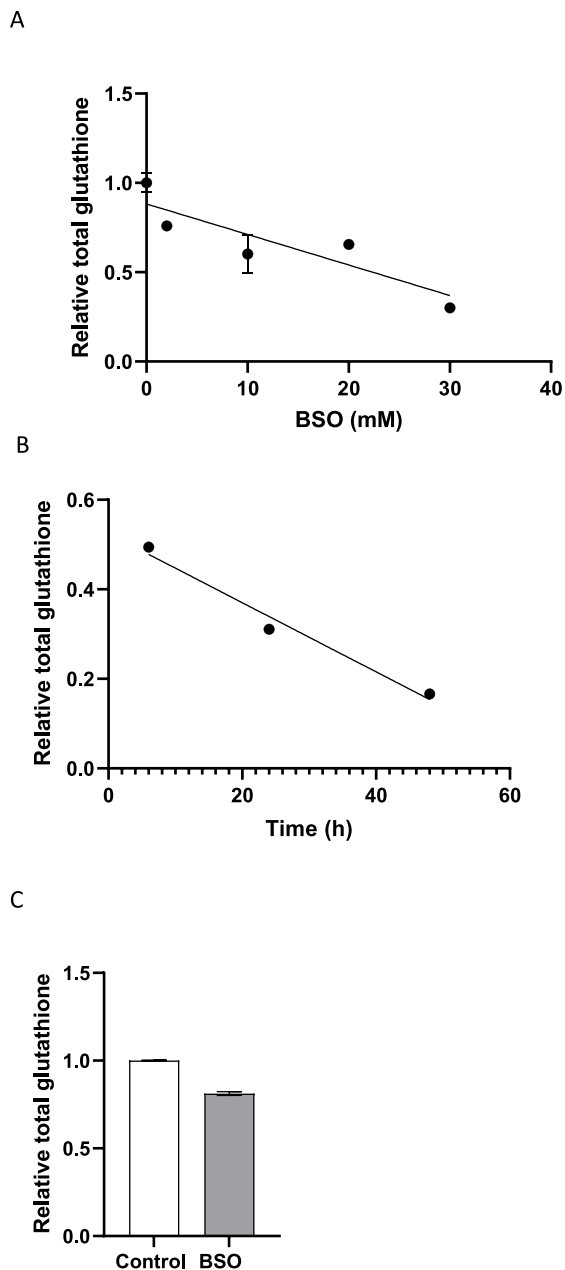 A
Relative total glutathione
1.5
1.0
0.5
0.0
0 10 20 30 40
BSO (mM)
B
Relative total glutathione
0.6
0.4
0.2
0.0
0 20 40 60
Time (h)
C
Relative total glutathione
1.5
1.0
0.5
0.0
Control BSO